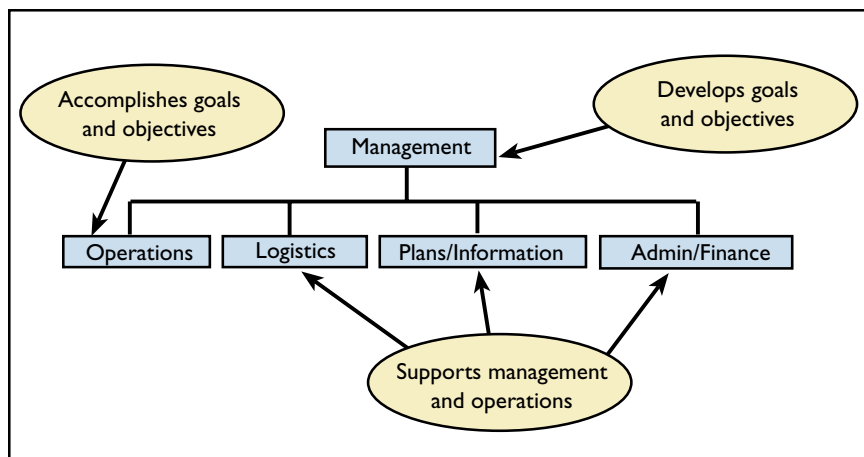 Accomplishes goals
and objectives
Develops goals
and objectives
Management
Operations
Logistics
Plans/Information
Admin/Finance
Supports management
and operations